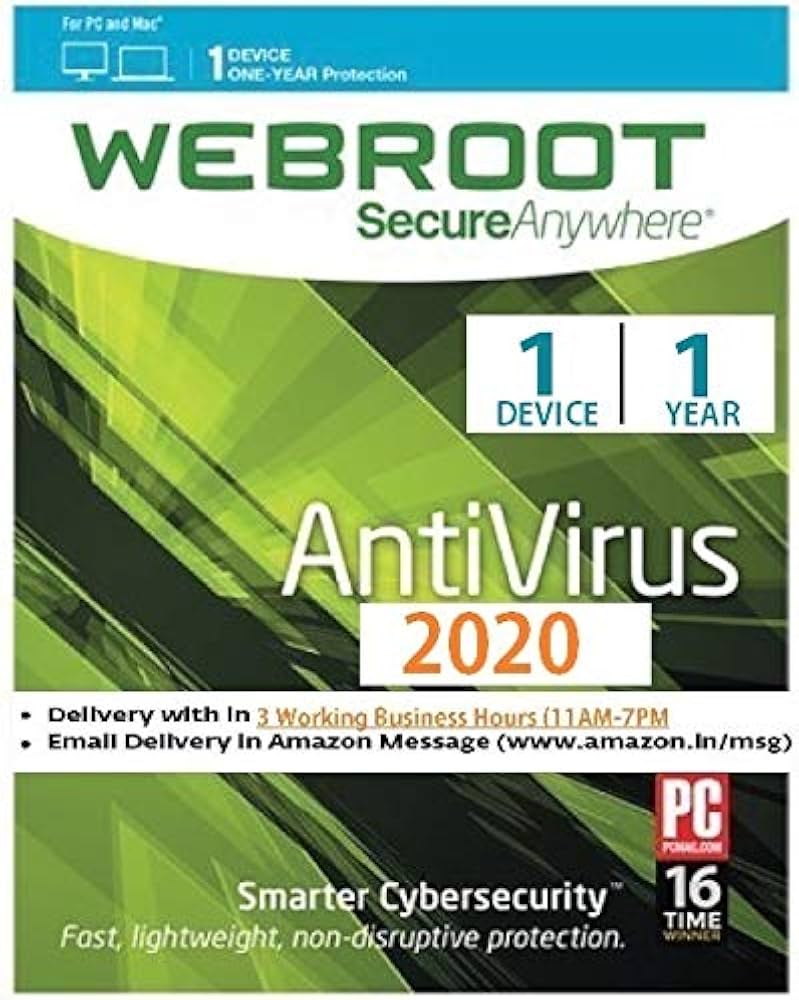 For PC and Mac®
1 DEVICE
ONE-YEAR Protection
WEBROOT
SecureAnywhere®
1 DEVICE | 1 YEAR
AntiVirus
2020
• Delivery with in 3 Working Business Hours (11AM-7PM
• Email Delivery in Amazon Message (www.amazon.in/msg)
PC
PCMAG.COM
16
TIME
WINNER
Smarter Cybersecurity™
Fast, lightweight, non-disruptive protection.